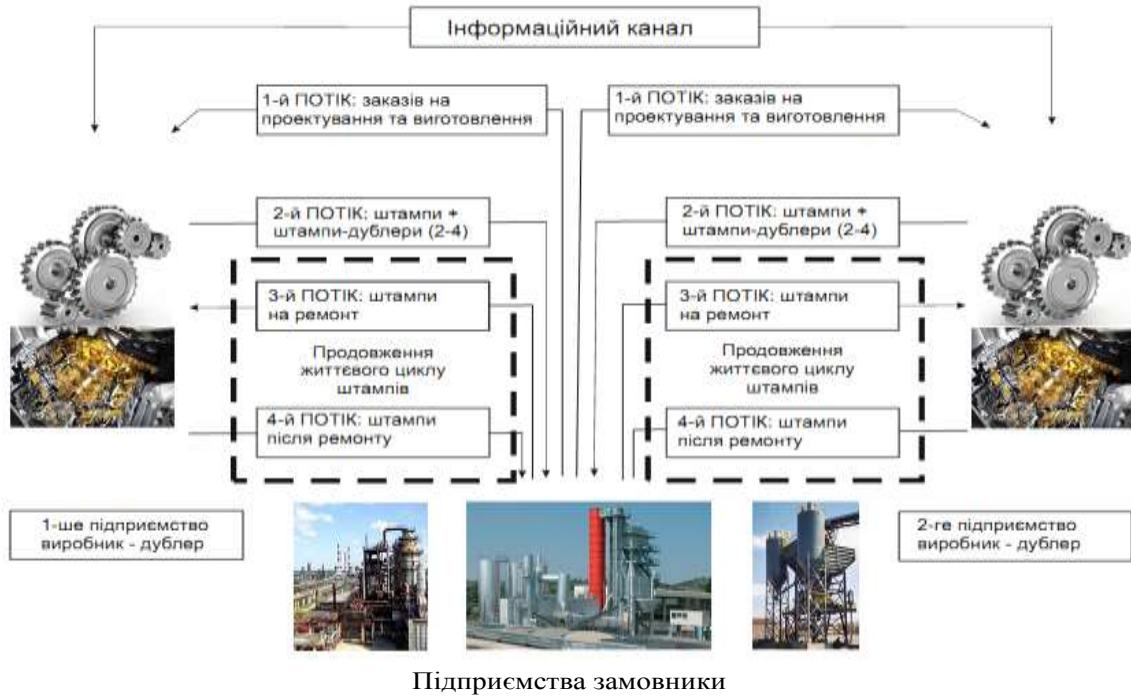 Інформаційний канал
1-й ПОТІК: заказів на
проектування та виготовлення
1-й ПОТІК: заказів на
проектування та виготовлення
2-й ПОТІК: штампи +
штампи-дублери (2-4)
2-й ПОТІК: штампи +
штампи-дублери (2-4)
3-й ПОТІК: штампи
на ремонт
3-й ПОТІК: штампи
на ремонт
Продовження
життєвого циклу
штампів
Продовження
життєвого циклу
штампів
4-й ПОТІК: штампи
після ремонту
4-й ПОТІК: штампи
після ремонту
1-ше підприємство
виробник - дублер
2-ге підприємство
виробник - дублер
Підприємства замовники